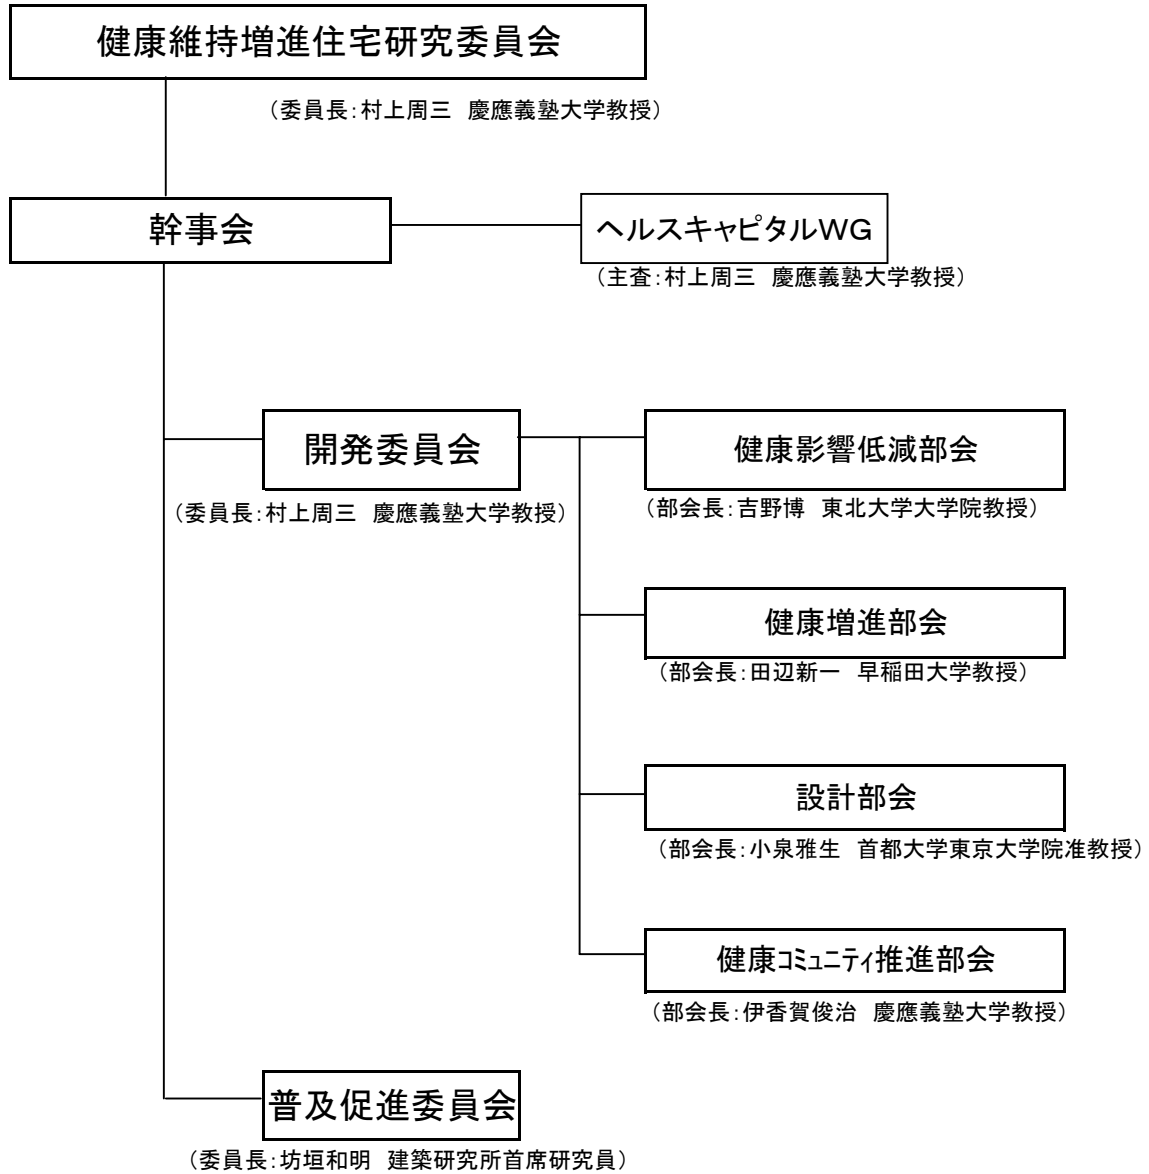 健康維持増進住宅研究委員会
（委員長：村上周三　慶應義塾大学教授）
幹事会
ヘルスキャピタルWG
（主査：村上周三　慶應義塾大学教授）
開発委員会
（委員長：村上周三　慶應義塾大学教授）
健康影響低減部会
（部会長：吉野博　東北大学大学院教授）
健康増進部会
（部会長：田辺新一　早稲田大学教授）
設計部会
（部会長：小泉雅生　首都大学東京大学院准教授）
健康ｺﾐｭﾆﾃｨ推進部会
（部会長：伊香賀俊治　慶應義塾大学教授）
普及促進委員会
（委員長：坊垣和明　建築研究所首席研究員）